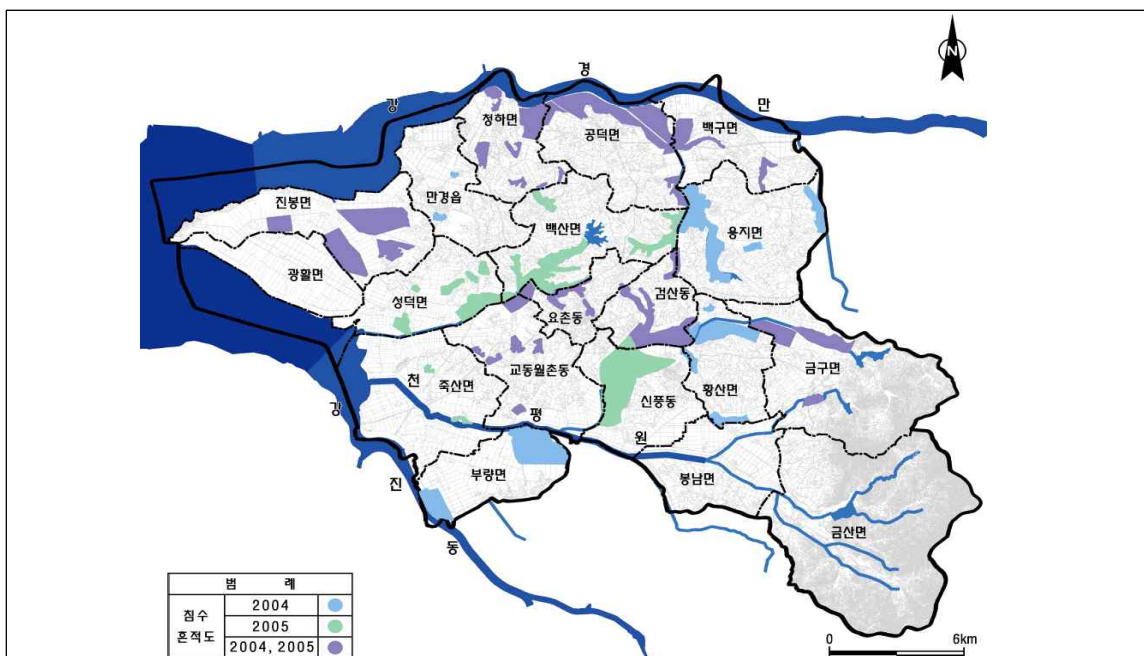 N
경
강
만
청하면
공덕면
백구면
만경읍
진봉면
백산면
용지면
광활면
성덕면
검산동
요촌동
교동월촌동
금구면
천
죽산면
신풍동
황산면
강
평
원
부량면
봉남면
진
금산면
동
범 례
침수
흔적도
2004
2005
2004, 2005
0 6km